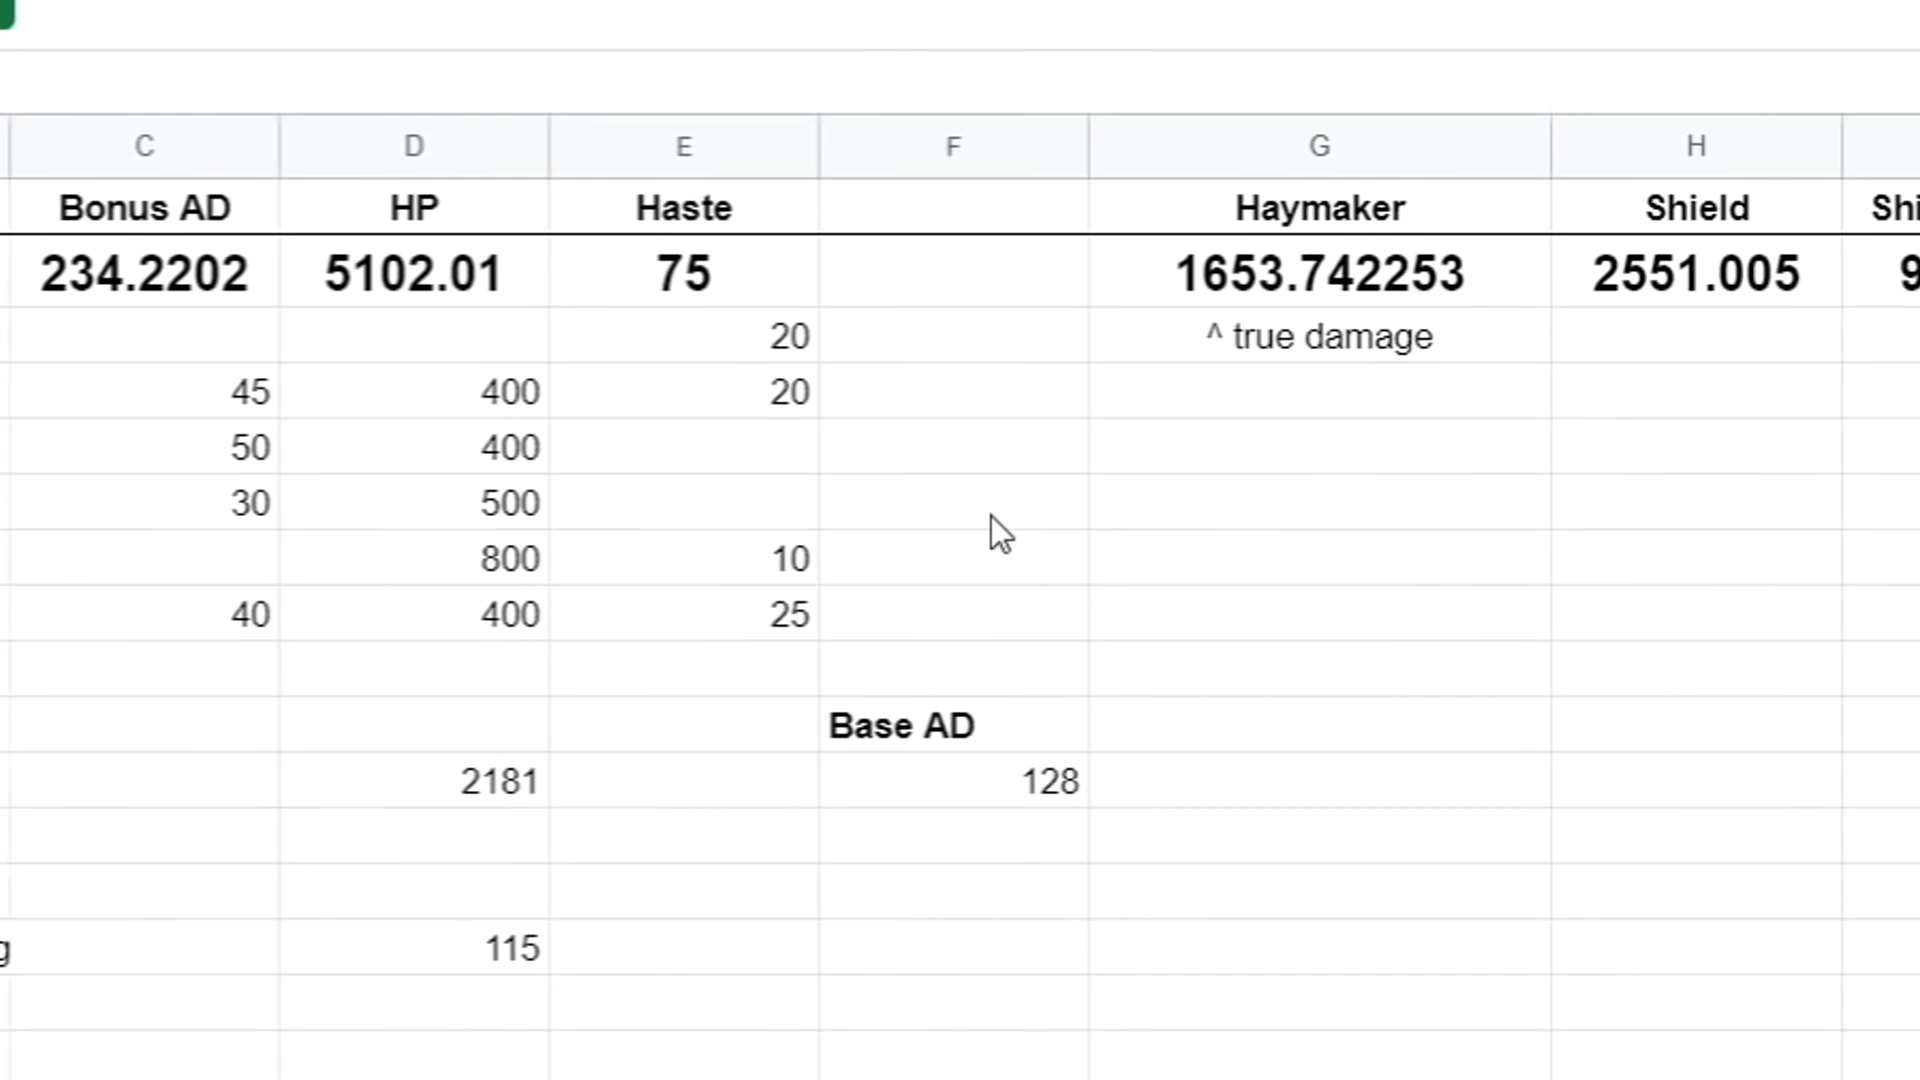 C D E F G H
Bonus AD HP Haste Haymaker Shield Shi
234.2202 5102.01 75 1653.742253 2551.005 9
20 ^ true damage
45 400 20
50 400
30 500
800 10
40 400 25
Base AD
2181 128
g 115